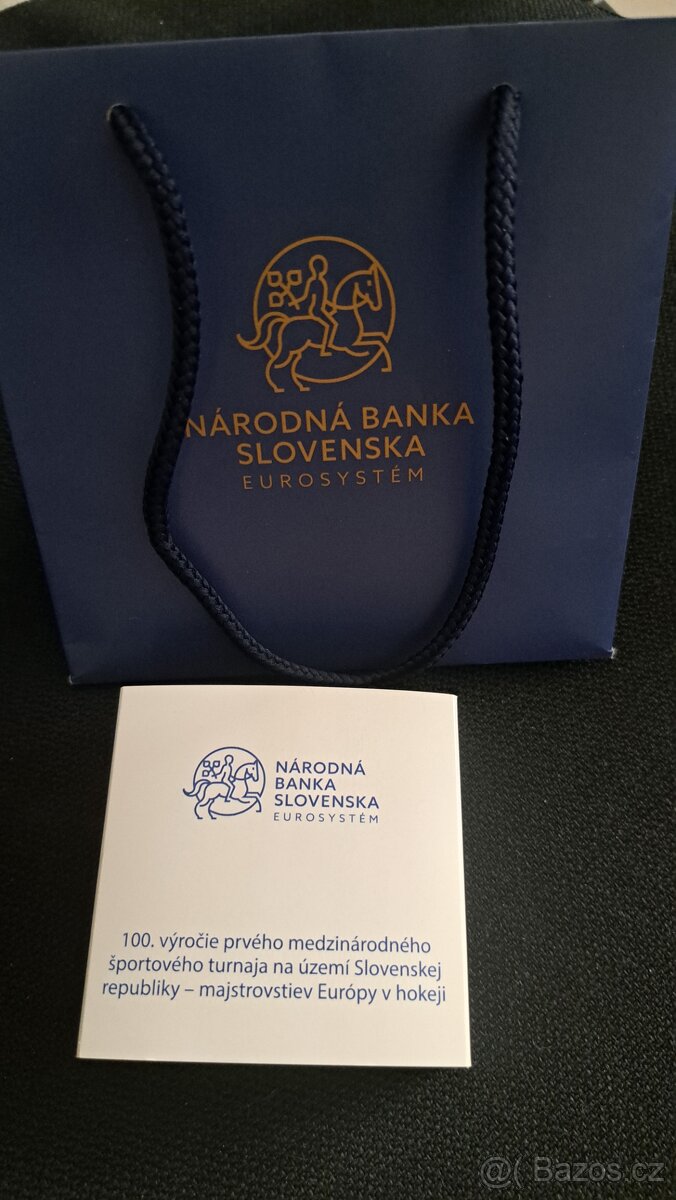 NÁRODNÁ BANKA
SLOVENSKA
EUROSYSTÉM
NÁRODNÁ
BANKA
SLOVENSKA
EUROSYSTÉM
100. výročie prvého medzinárodného
športového turnaja na území Slovenskej
republiky – majstrovstiev Európy v hokeji
@( Bazos.cz